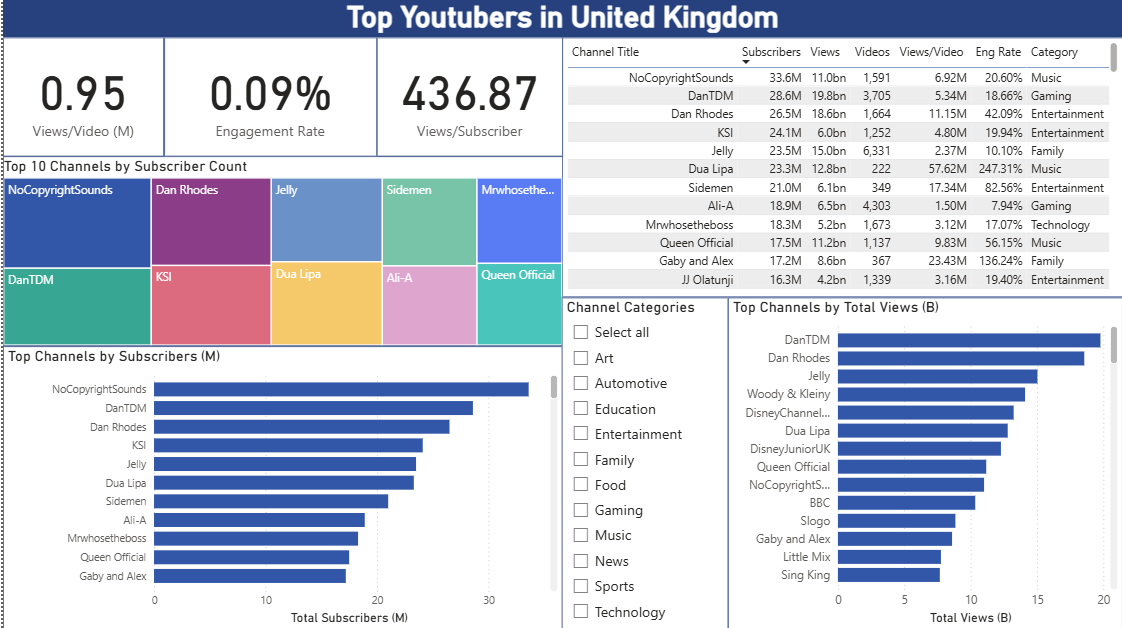 Top Youtubers in United Kingdom
0.95
Views/Video (M)
0.09%
Engagement Rate
436.87
Views/Subscriber
Top 10 Channels by Subscriber Count
NoCopyrightSounds
DanTDM
Dan Rhodes
KSI
Jelly
Dua Lipa
Sidemen
Ali-A
Mrwhosethe...
Queen Official
Channel Title Subscribers Views Videos Views/Video Eng Rate Category
NoCopyrightSounds 33.6M 11.0bn 1,591 6.92M 20.60% Music
DanTDM 28.6M 19.8bn 3,705 5.34M 18.66% Gaming
Dan Rhodes 26.5M 18.6bn 1,664 11.15M 42.09% Entertainment
KSI 24.1M 6.0bn 1,252 4.80M 19.94% Entertainment
Jelly 23.5M 15.0bn 6,331 2.37M 10.10% Family
Dua Lipa 23.3M 12.8bn 222 57.62M 247.31% Music
Sidemen 21.0M 6.1bn 349 17.34M 82.56% Entertainment
Ali-A 18.9M 6.5bn 4,303 1.50M 7.94% Gaming
Mrwhosetheboss 18.3M 5.2bn 1,673 3.12M 17.07% Technology
Queen Official 17.5M 11.2bn 1,137 9.83M 56.15% Music
Gaby and Alex 17.2M 8.6bn 367 23.43M 136.24% Family
JJ Olatunji 16.3M 4.2bn 1,339 3.16M 19.40% Entertainment
Top Channels by Subscribers (M)
NoCopyrightSounds
DanTDM
Dan Rhodes
KSI
Jelly
Dua Lipa
Sidemen
Ali-A
Mrwhosetheboss
Queen Official
Gaby and Alex
0 10 20 30
Total Subscribers (M)
Channel Categories
Select all
Art
Automotive
Education
Entertainment
Family
Food
Gaming
Music
News
Sports
Technology
Top Channels by Total Views (B)
DanTDM
Dan Rhodes
Jelly
Woody & Kleiny
DisneyChannel...
Dua Lipa
DisneyJuniorUK
Queen Official
NoCopyrightS...
BBC
Slogo
Gaby and Alex
Little Mix
Sing King
0 5 10 15 20
Total Views (B)